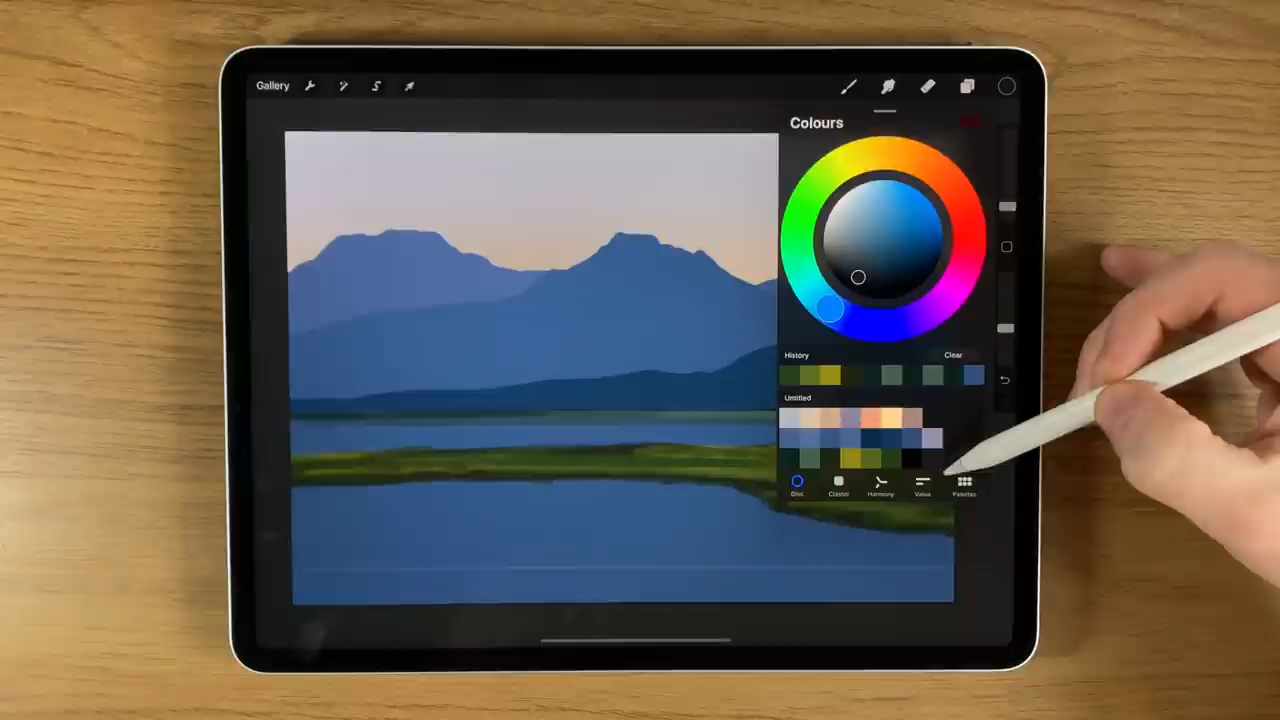 Gallery
Colours
History Clear
Untitled
Disc Classic Harmony Value Palettes